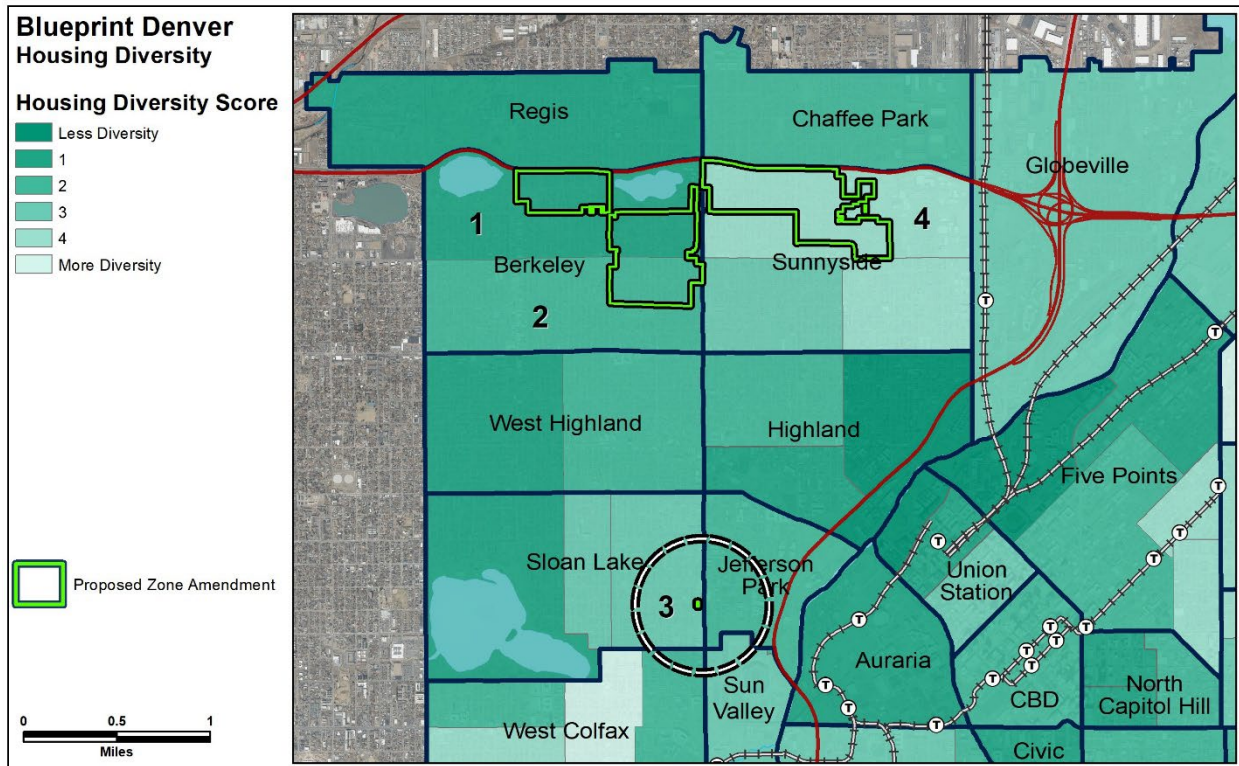 Blueprint Denver
Housing Diversity
Housing Diversity Score
Less Diversity
1
2
3
4
More Diversity
Proposed Zone Amendment
0 0.5 1
Miles
Regis
Chaffee Park
Globeville
1
4
Berkeley
Sunnyside
2
T
T
West Highland
Highland
Five Points
T
T
Sloan Lake
Jefferson
Park
T
Union
Station
3
T
T
T
T
T
T
T
Auraria
T
T
CBD
North
Capitol Hill
Sun
Valley
T
T
T
West Colfax
Civic
T
T